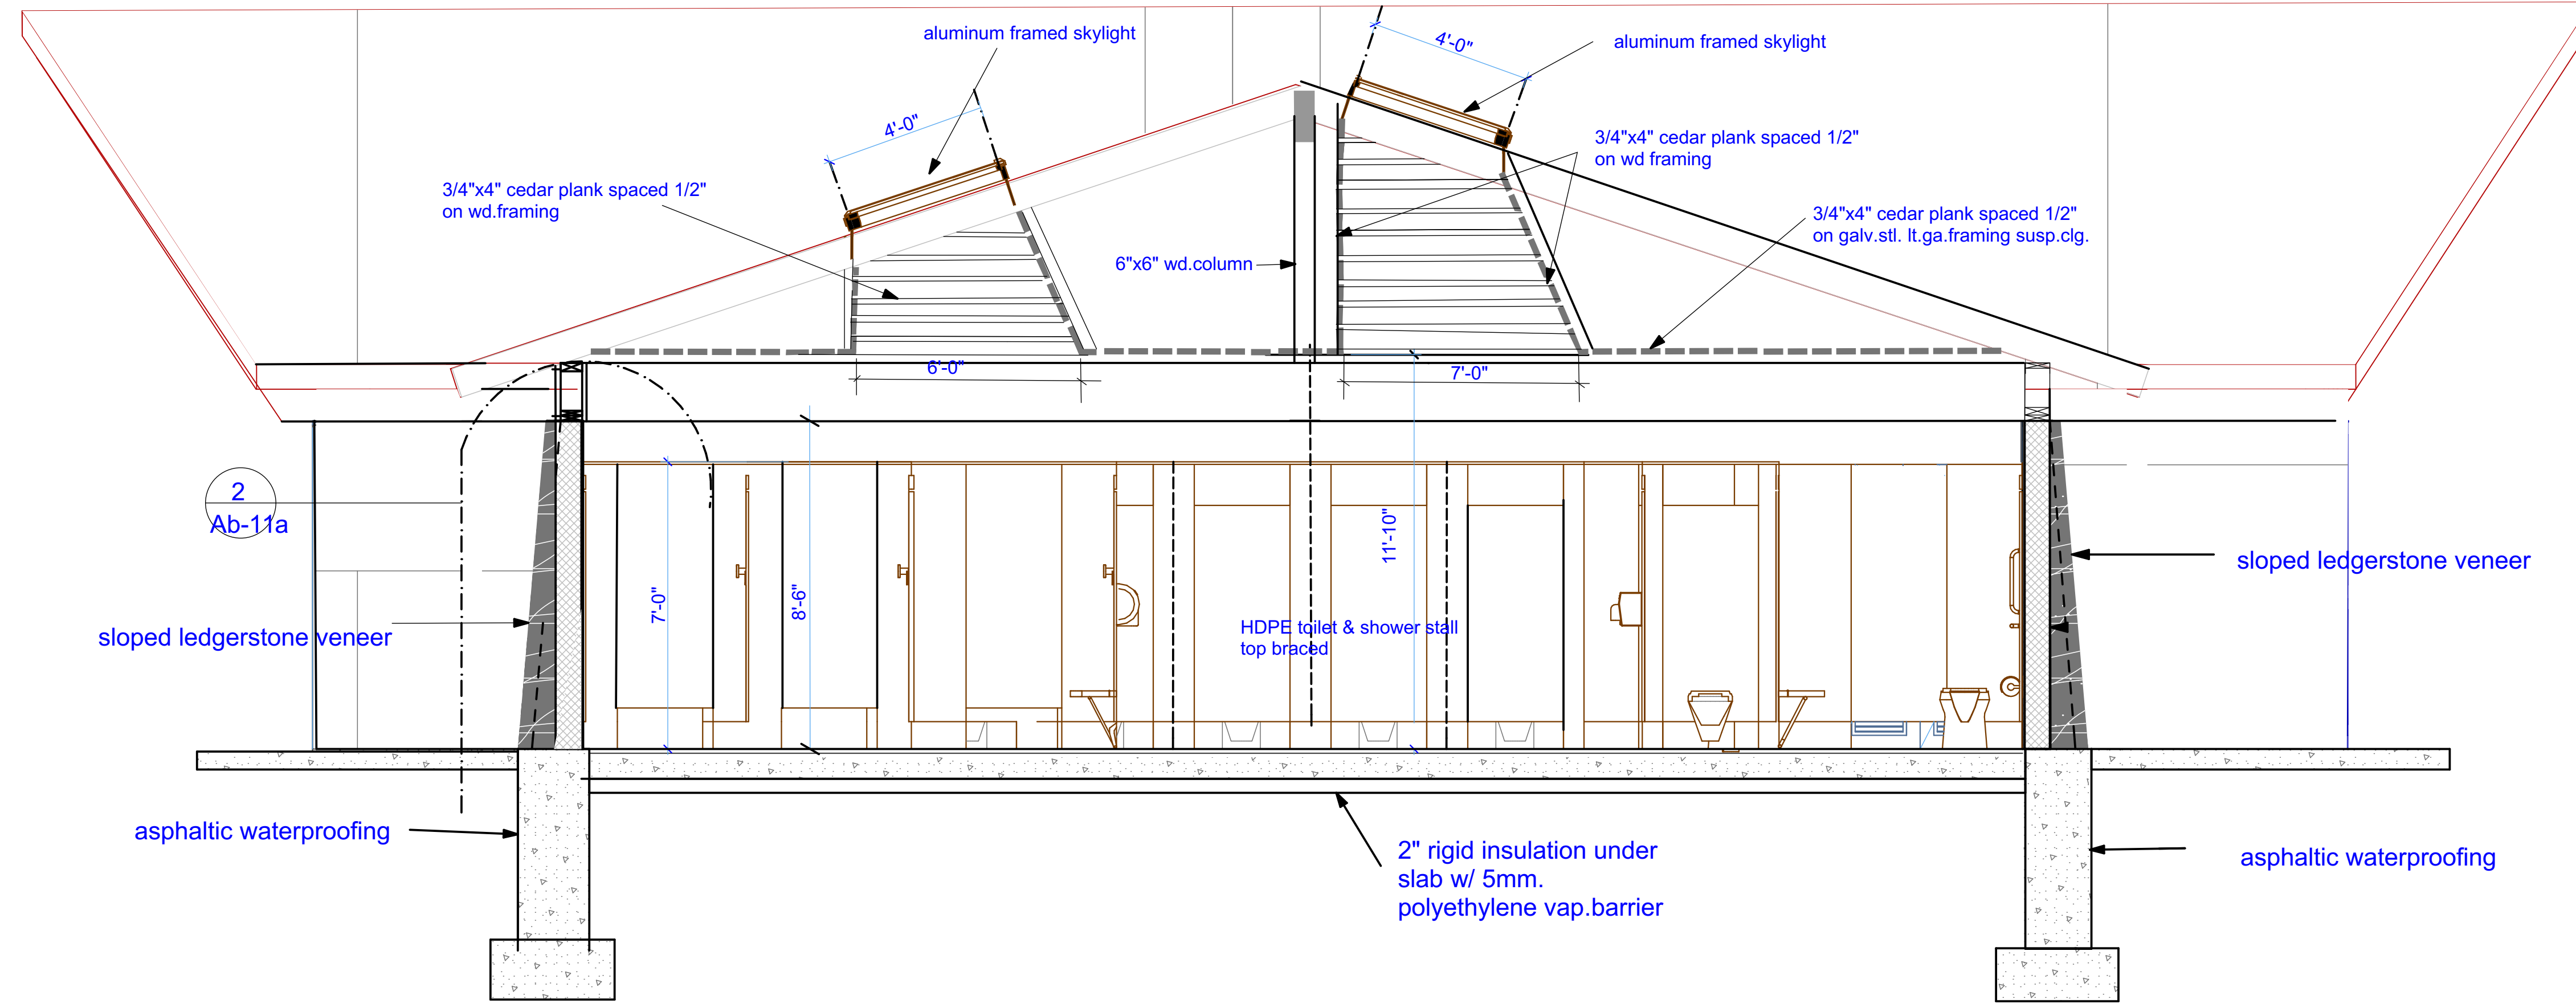 aluminum framed skylight
4'-0"
aluminum framed skylight
4'-0"
3/4"x4" cedar plank spaced 1/2"
on wd framing
3/4"x4" cedar plank spaced 1/2"
on wd.framing
3/4"x4" cedar plank spaced 1/2"
on galv.stl. lt.ga.framing susp.clg.
6"x6" wd.column
6'-0"
7'-0"
2
Ab-11a
11'-10"
sloped ledgerstone veneer
7'-0"
8'-6"
HDPE toilet & shower stall
top braced
sloped ledgerstone veneer
asphaltic waterproofing
2" rigid insulation under
slab w/ 5mm.
polyethylene vap.barrier
asphaltic waterproofing